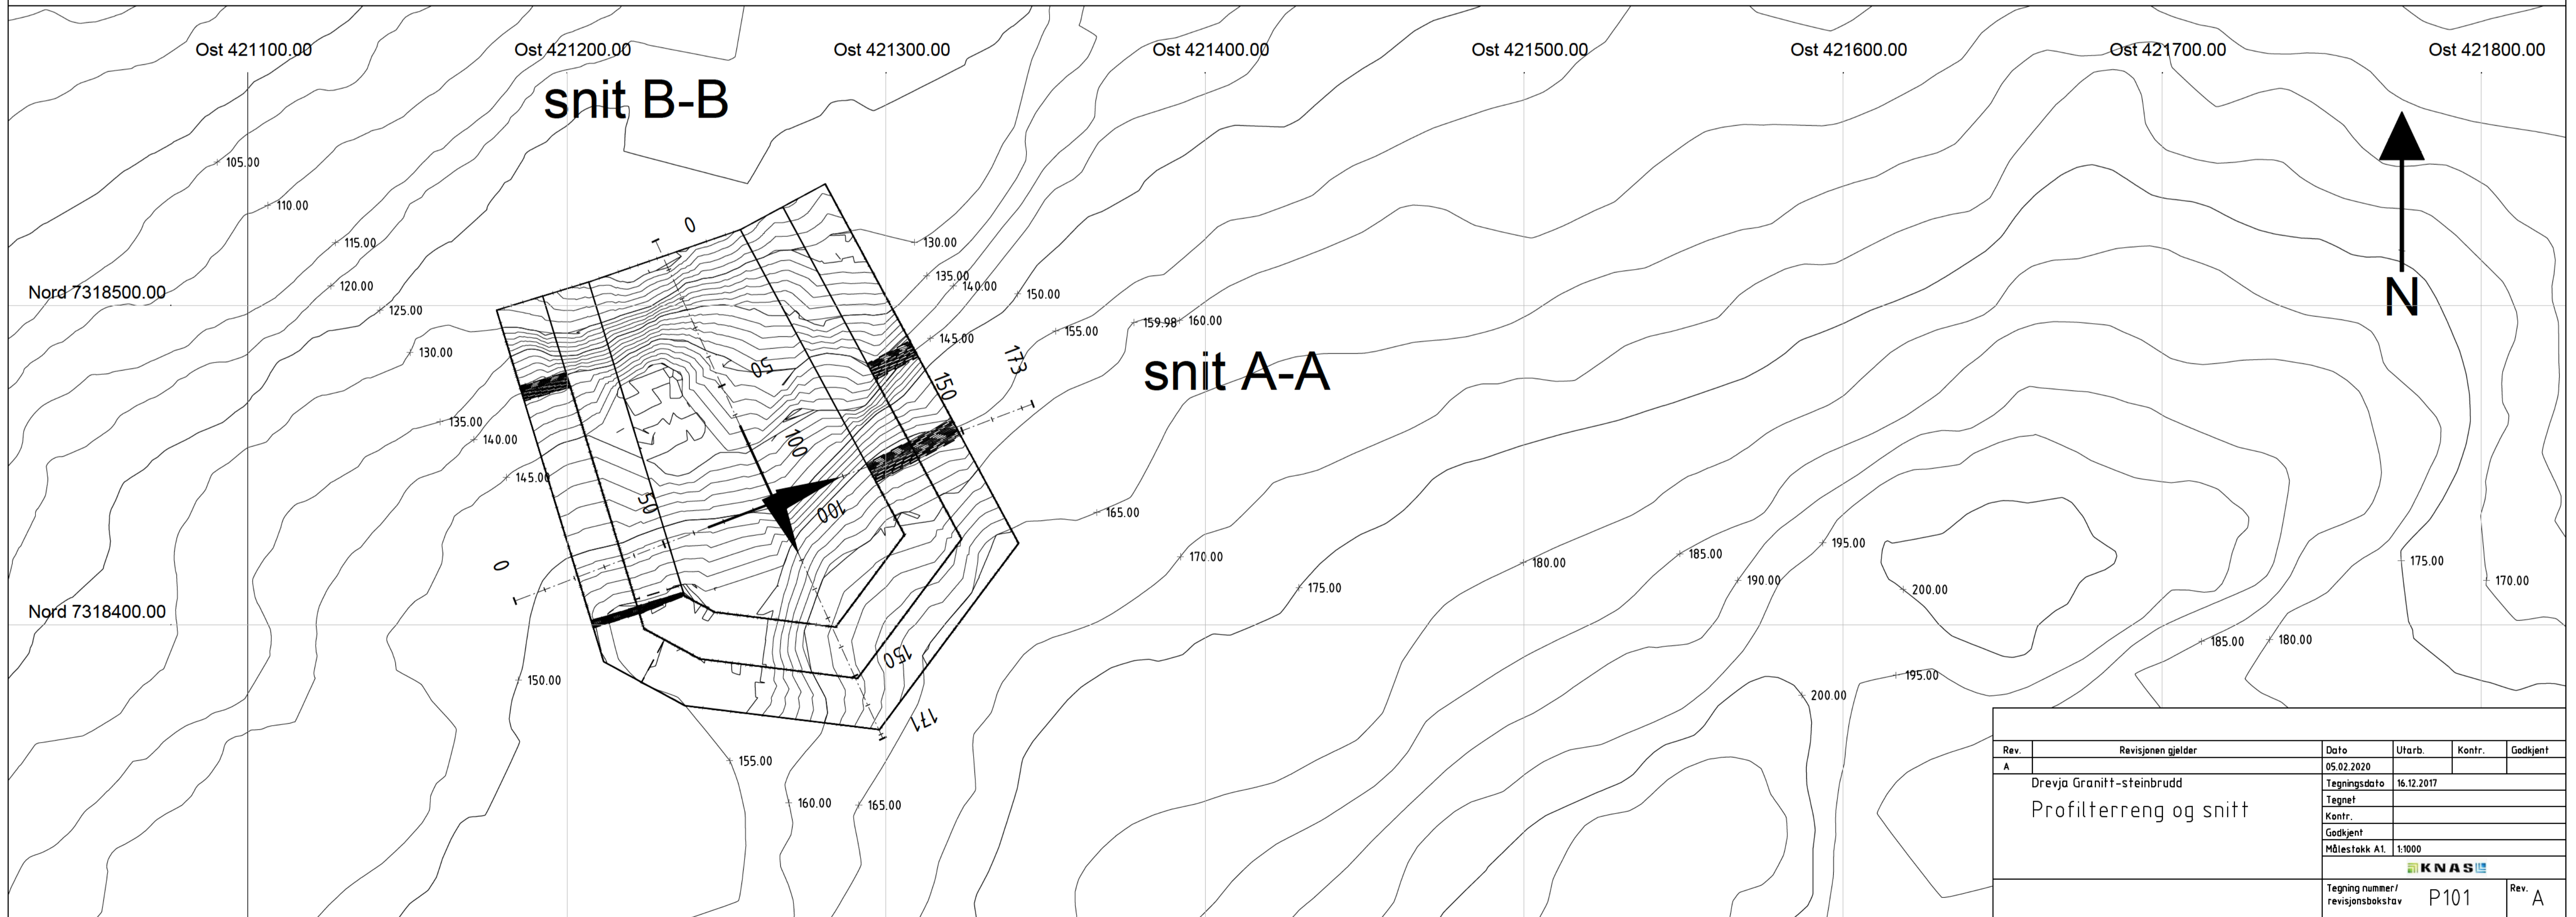 Ost 421100.00 Ost 421200.00 Ost 421300.00 Ost 421400.00 Ost 421500.00 Ost 421600.00 Ost 421700.00 Ost 421800.00
snit B-B
105.00
110.00
0
115.00
130.00
135.00
120.00
140.00
Nord 7318500.00
150.00
N
125.00
155.00
159.98
160.00
145.00
130.00
173
50
snit A-A
150
135.00
140.00
100
145.00
50
100
165.00
195.00
170.00
185.00
0
180.00
175.00
190.00
170.00
175.00
200.00
Nord 7318400.00
185.00
180.00
150
195.00
150.00
200.00
171
155.00
160.00
165.00
Rev. Revisjonen gjelder Dato Utarb. Kontr. Godkjent
A 05.02.2020
Drevja Granitt-steinbrudd Tegningsdato 16.12.2017
Profilterreng og snitt
Tegnet
Kontr.
Godkjent
Målestokk A1. 1:1000
KNAS
Tegning nummer/
revisjonsbokstav P101 Rev. A